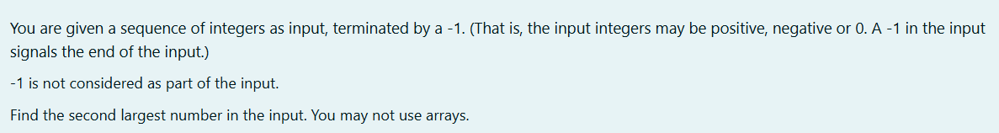 You are given a sequence of integers as input, terminated by a -1. (That is, the input integers may be positive, negative or 0. A -1 in the input
signals the end of the input.)
-1 is not considered as part of the input.
Find the second largest number in the input. You may not use arrays.